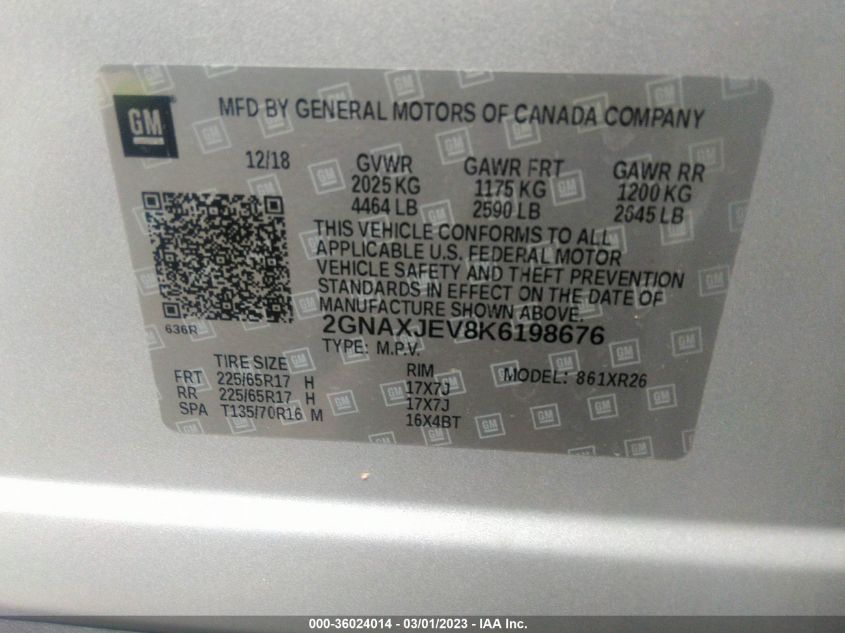 GM
MFD BY GENERAL MOTORS OF CANADA COMPANY
12/18 GVWR GAWR FRT GAWR RR
2025 KG 1175 KG 1200 KG
4464 LB 2590 LB 2645 LB
THIS VEHICLE CONFORMS TO ALL
APPLICABLE U.S. FEDERAL MOTOR
VEHICLE SAFETY AND THEFT PREVENTION
STANDARDS IN EFFECT ON THE DATE OF
MANUFACTURE SHOWN ABOVE.
636R 2GNAXJEV8K6198676
TYPE: M.P.V.
TIRE SIZE RIM MODEL: 861XR26
FRT 225/65R17 H 17X7J
RR 225/65R17 H 17X7J
SPA T135/70R16 M 16X4BT
000-36024014 — 03/01/2023 — IAA Inc.